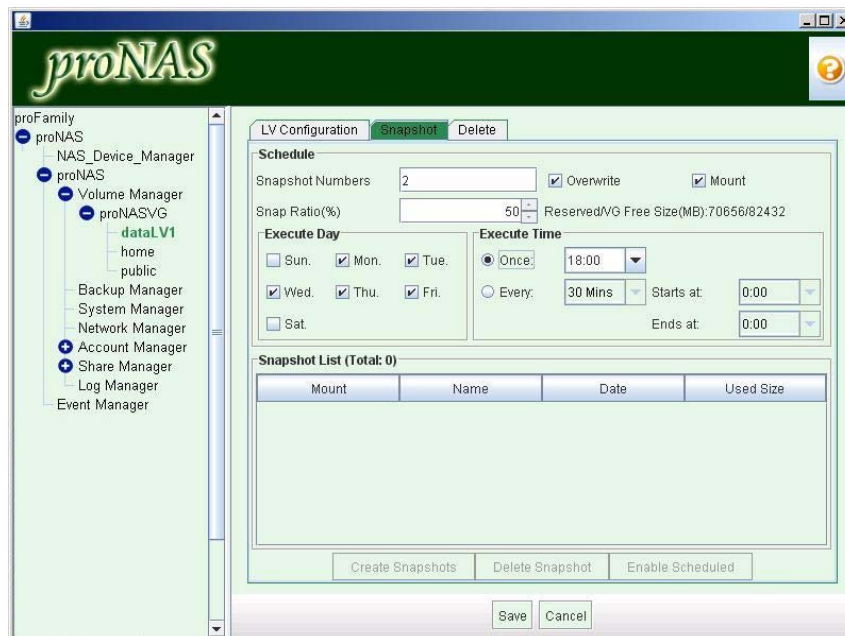 proNAS
proFamily
proNAS
NAS_Device_Manager
proNAS
Volume Manager
proNASVG
dataLV1
home
public
Backup Manager
System Manager
Network Manager
Account Manager
Share Manager
Log Manager
Event Manager
LV Configuration Snapshot Delete
Schedule
Snapshot Numbers 2 Overwrite Mount
Snap Ratio(%) 50 Reserved/VG Free Size(MB):70656/82432
Execute Day
Sun. Mon. Tue.
Wed. Thu. Fri.
Sat.
Execute Time
Once: 18:00
Every: 30 Mins Starts at: 0:00
Ends at: 0:00
Snapshot List (Total: 0)
Mount Name Date Used Size
Create Snapshots Delete Snapshot Enable Scheduled
Save Cancel